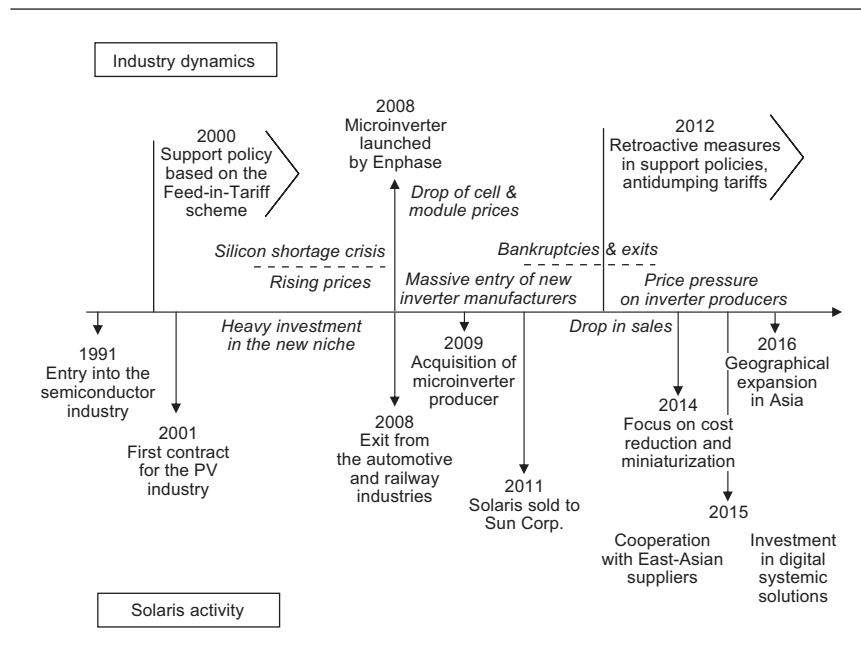 Industry dynamics
2000
Support policy
based on the
Feed-in-Tariff
scheme
2008
Microinverter
launched
by Enphase
2012
Retroactive measures
in support policies,
antidumping tariffs
Drop of cell &
module prices
Silicon shortage crisis
Rising prices
Bankruptcies & exits
Massive entry of new
inverter manufacturers
Price pressure
on inverter producers
Heavy investment
in the new niche
Drop in sales
1991
Entry into the
semiconductor
industry
2001
First contract
for the PV
industry
2008
Exit from
the automotive
and railway
industries
2009
Acquisition of
microinverter
producer
2011
Solaris sold to
Sun Corp.
2014
Focus on cost
reduction and
miniaturization
2015
Cooperation
with East-Asian
suppliers
Investment
in digital
systemic
solutions
2016
Geographical
expansion
in Asia
Solaris activity